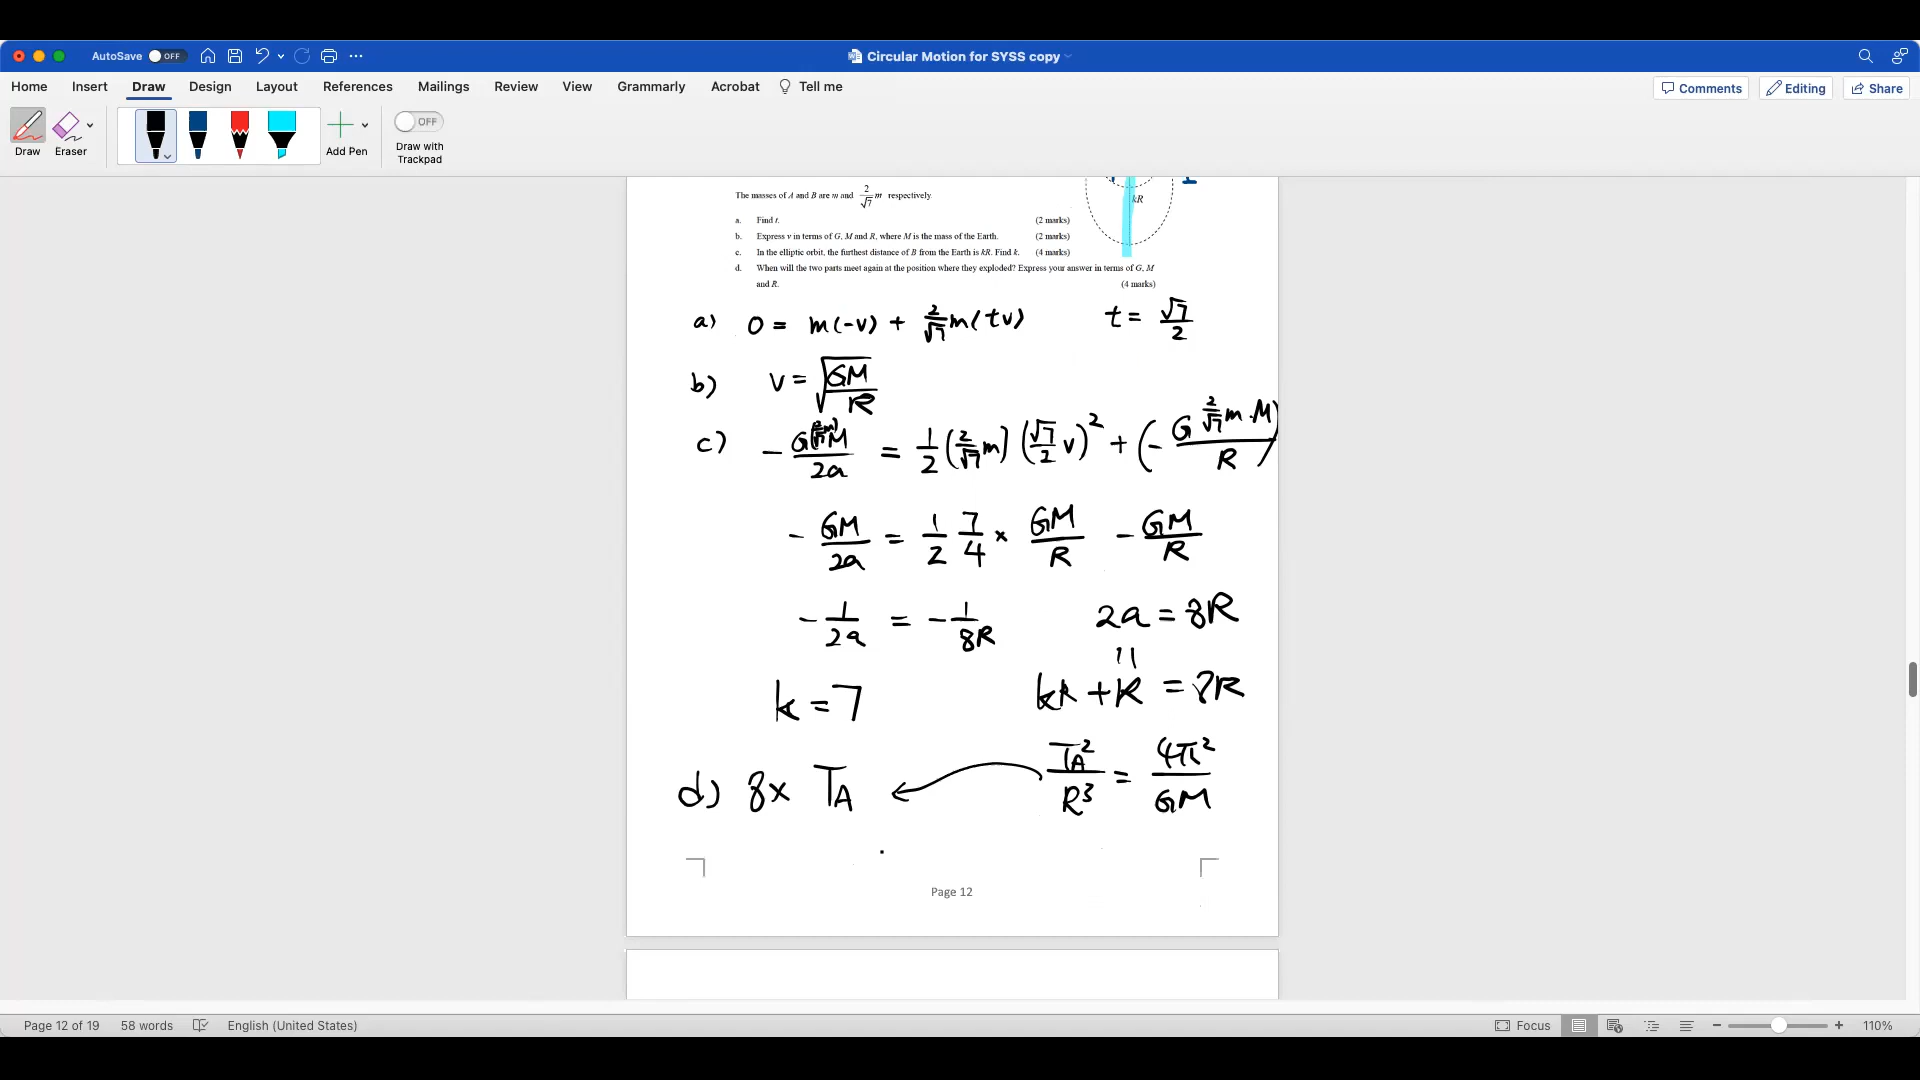 AutoSave OFF
Circular Motion for SYSS copy
Home Insert Draw Design Layout References Mailings Review View Grammarly Acrobat Tell me
Comments Editing Share
OFF
Draw Eraser Add Pen Draw with Trackpad
The masses of A and B are m and 2/√7 m respectively.
kR
a. Find t. (2 marks)
b. Express v in terms of G, M and R, where M is the mass of the Earth. (2 marks)
c. In the elliptic orbit, the furthest distance of B from the Earth is kR. Find k. (4 marks)
d. When will the two parts meet again at the position where they exploded? Express your answer in terms of G, M
and R. (4 marks)
a) 0 = m(-v) + 2/√7 m(tv) t = √7/2
b) v = √(GM/R)
c) - G(2/√7 m)M/2a = 1/2 (2/√7 m)(√7/2 v)² + (- G 2/√7 m·M/R)
- GM/2a = 1/2 7/4 × GM/R - GM/R
- 1/2a = - 1/8R 2a = 8R
k = 7 kR + R = 8R
d) 8× T_A T_A²/R³ = 4π²/GM
Page 12
Page 12 of 19 58 words English (United States) Focus 110%